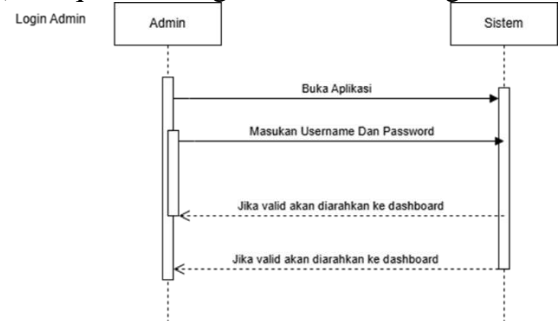 Login Admin
Admin
Sistem
Buka Aplikasi
Masukan Username Dan Password
Jika valid akan diarahkan ke dashboard
Jika valid akan diarahkan ke dashboard